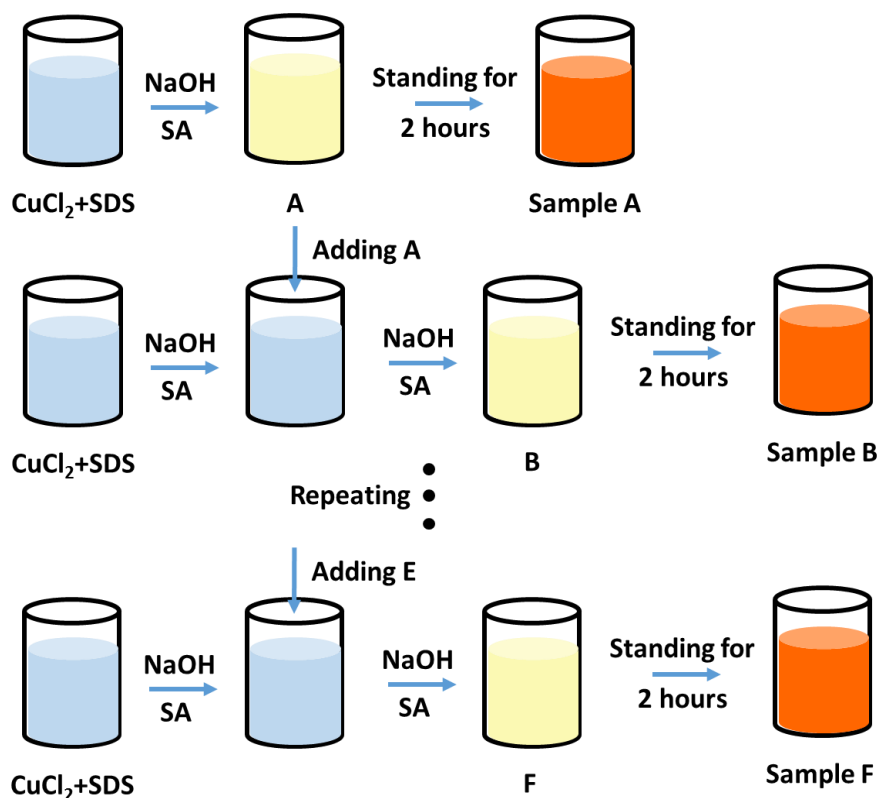 NaOH
SA
Standing for
2 hours
CuCl₂+SDS
A
Sample A
Adding A
NaOH
SA
NaOH
SA
Standing for
2 hours
CuCl₂+SDS
B
Sample B
Repeating
Adding E
NaOH
SA
NaOH
SA
Standing for
2 hours
CuCl₂+SDS
F
Sample F